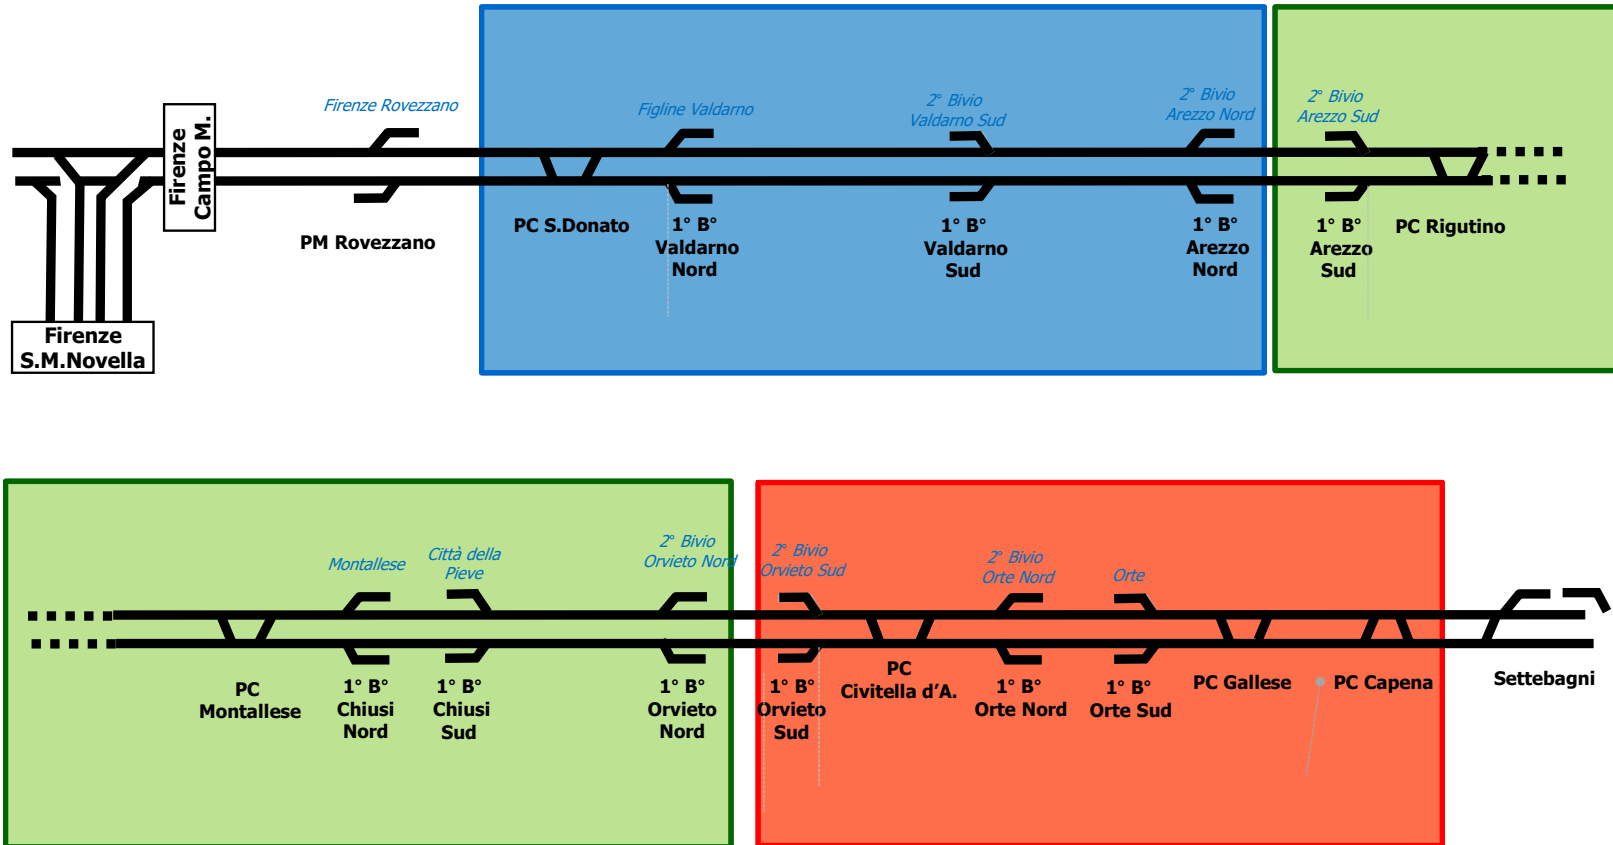 Firenze
Campo M.
Firenze Rovezzano
Figline Valdarno
2° Bivio
Valdarno Sud
2° Bivio
Arezzo Nord
2° Bivio
Arezzo Sud
PM Rovezzano
PC S.Donato
1° B°
Valdarno
Nord
1° B°
Valdarno
Sud
1° B°
Arezzo
Nord
1° B°
Arezzo
Sud
PC Rigutino
Firenze
S.M.Novella
Montallese
Città della
Pieve
2° Bivio
Orvieto Nord
2° Bivio
Orvieto Sud
2° Bivio
Orte Nord
Orte
PC
Montallese
1° B°
Chiusi
Nord
1° B°
Chiusi
Sud
1° B°
Orvieto
Nord
1° B°
Orvieto
Sud
PC
Civitella d’A.
1° B°
Orte Nord
1° B°
Orte Sud
PC Gallese
PC Capena
Settebagni